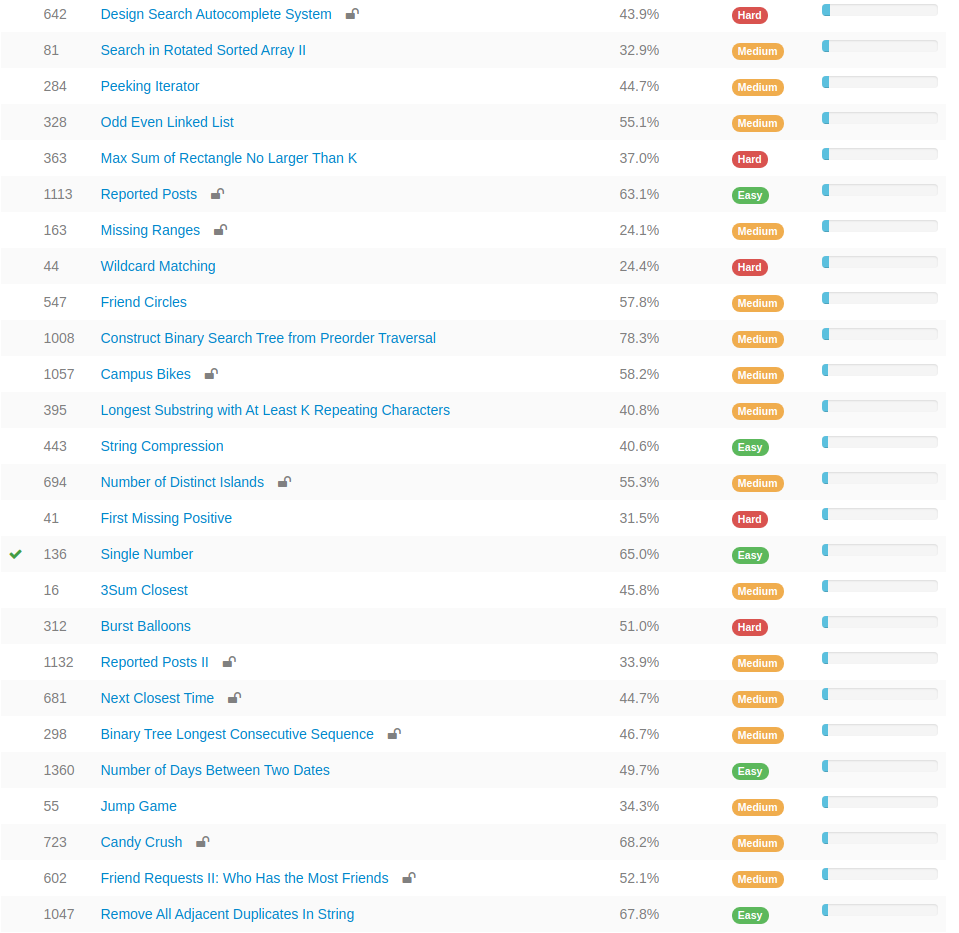 642 Design Search Autocomplete System 43.9% Hard
81 Search in Rotated Sorted Array II 32.9% Medium
284 Peeking Iterator 44.7% Medium
328 Odd Even Linked List 55.1% Medium
363 Max Sum of Rectangle No Larger Than K 37.0% Hard
1113 Reported Posts 63.1% Easy
163 Missing Ranges 24.1% Medium
44 Wildcard Matching 24.4% Hard
547 Friend Circles 57.8% Medium
1008 Construct Binary Search Tree from Preorder Traversal 78.3% Medium
1057 Campus Bikes 58.2% Medium
395 Longest Substring with At Least K Repeating Characters 40.8% Medium
443 String Compression 40.6% Easy
694 Number of Distinct Islands 55.3% Medium
41 First Missing Positive 31.5% Hard
136 Single Number 65.0% Easy
16 3Sum Closest 45.8% Medium
312 Burst Balloons 51.0% Hard
1132 Reported Posts II 33.9% Medium
681 Next Closest Time 44.7% Medium
298 Binary Tree Longest Consecutive Sequence 46.7% Medium
1360 Number of Days Between Two Dates 49.7% Easy
55 Jump Game 34.3% Medium
723 Candy Crush 68.2% Medium
602 Friend Requests II: Who Has the Most Friends 52.1% Medium
1047 Remove All Adjacent Duplicates In String 67.8% Easy